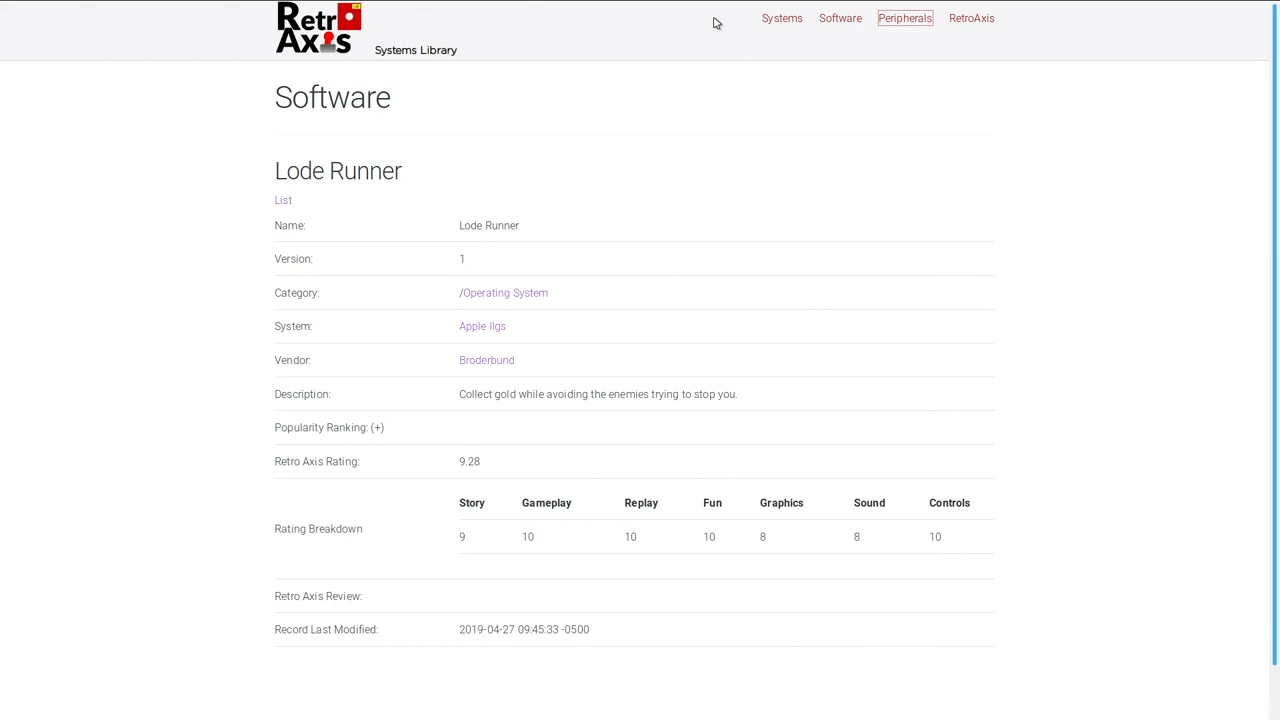 Retro
Axis
Systems Library
Systems Software Peripherals RetroAxis
Software
Lode Runner
List
Name: Lode Runner
Version: 1
Category: /Operating System
System: Apple IIgs
Vendor: Broderbund
Description: Collect gold while avoiding the enemies trying to stop you.
Popularity Ranking: (+)
Retro Axis Rating: 9.28
Story Gameplay Replay Fun Graphics Sound Controls
Rating Breakdown
9 10 10 10 8 8 10
Retro Axis Review:
Record Last Modified: 2019-04-27 09:45:33 -0500